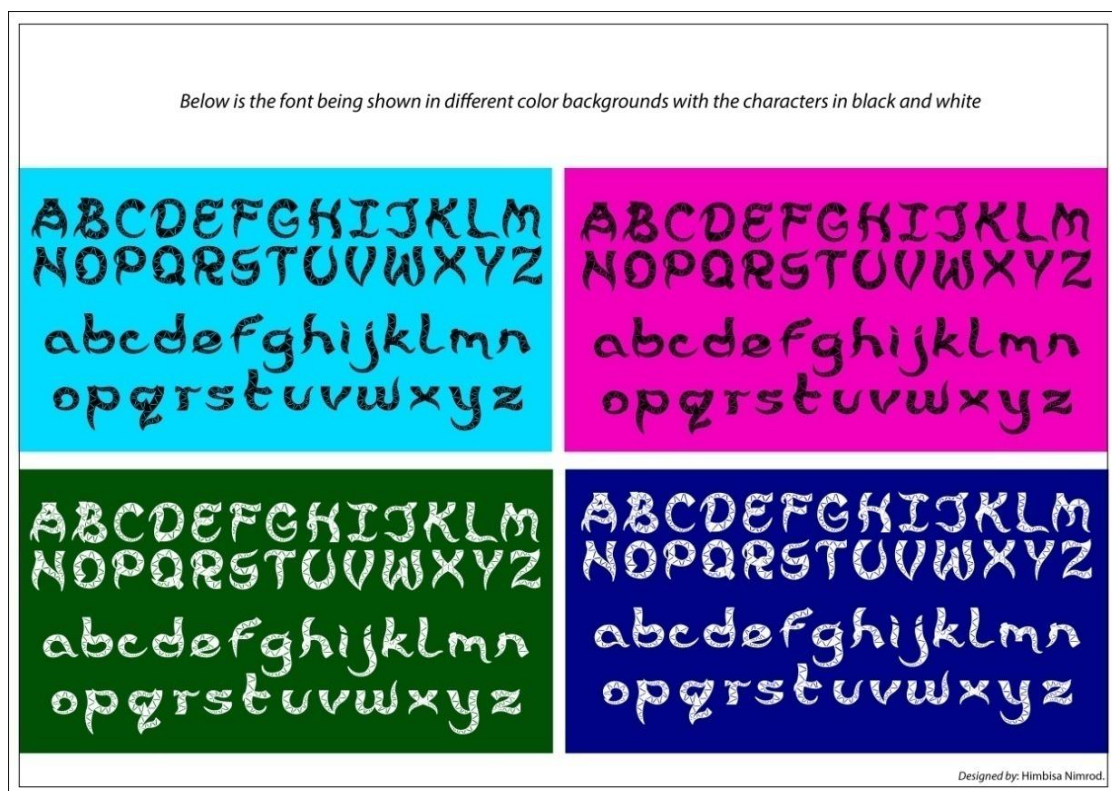 Below is the font being shown in different color backgrounds with the characters in black and white
ABCDEFGHIJKLM
NOPQRSTUVWXYZ
abcdefghijklmn
opqrstuvwxyz
ABCDEFGHIJKLM
NOPQRSTUVWXYZ
abcdefghijklmn
opqrstuvwxyz
ABCDEFGHIJKLM
NOPQRSTUVWXYZ
abcdefghijklmn
opqrstuvwxyz
ABCDEFGHIJKLM
NOPQRSTUVWXYZ
abcdefghijklmn
opqrstuvwxyz
Designed by: Himbisa Nimrod.